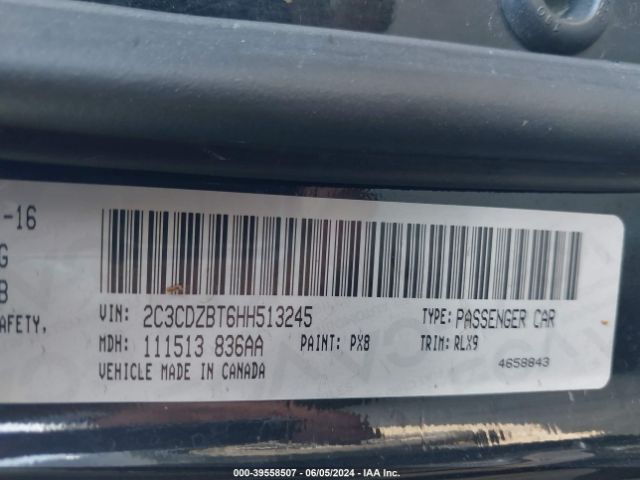 -16
G
B
AFETY,
VIN: 2C3CDZBT6HH513245 TYPE: PASSENGER CAR
MDH: 111513 836AA PAINT: PX8 TRIM: RLX9
VEHICLE MADE IN CANADA 4658843
000-39558507 - 06/05/2024 - IAA Inc.